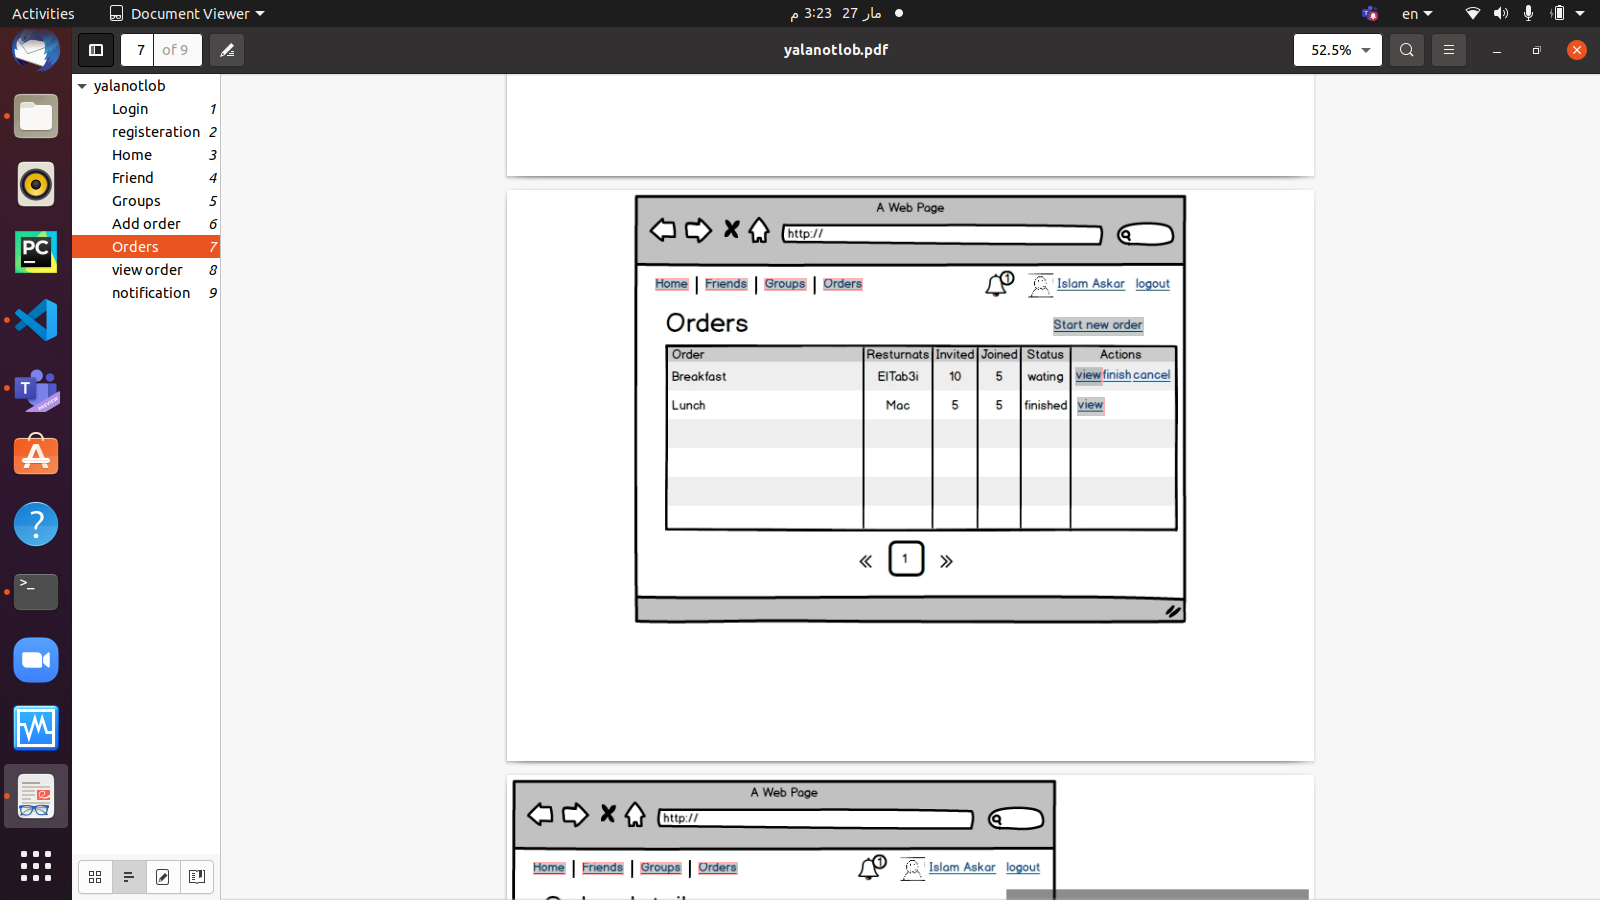 Activities Document Viewer 3:23 م مار 27 en
7 of 9 yalanotlob.pdf 52.5%
yalanotlob
Login 1
registeration 2
Home 3
Friend 4
Groups 5
Add order 6
Orders 7
view order 8
notification 9
A Web Page
http://
Home | Friends | Groups | Orders 1 Islam Askar logout
Orders
Start new order
Order Resturnats Invited Joined Status Actions
Breakfast ElTab3i 10 5 wating view finish cancel
Lunch Mac 5 5 finished view
« 1 »
A Web Page
http://
Home | Friends | Groups | Orders 1 Islam Askar logout